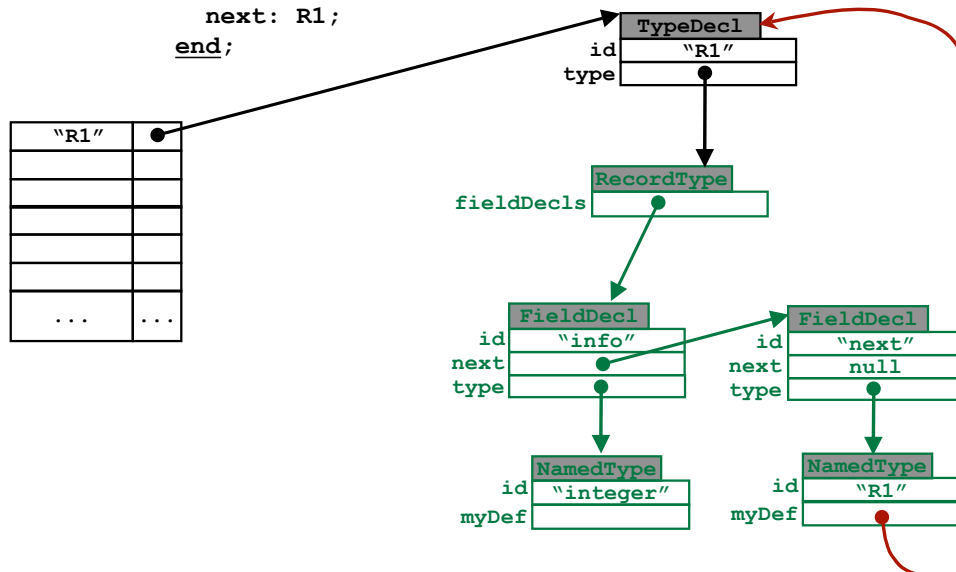 next: R1;
end;
TypeDecl
id “R1”
type
“R1”
RecordType
fieldDecls
... ...
FieldDecl
id “info”
next
type
FieldDecl
id “next”
next null
type
NamedType
id “integer”
myDef
NamedType
id “R1”
myDef